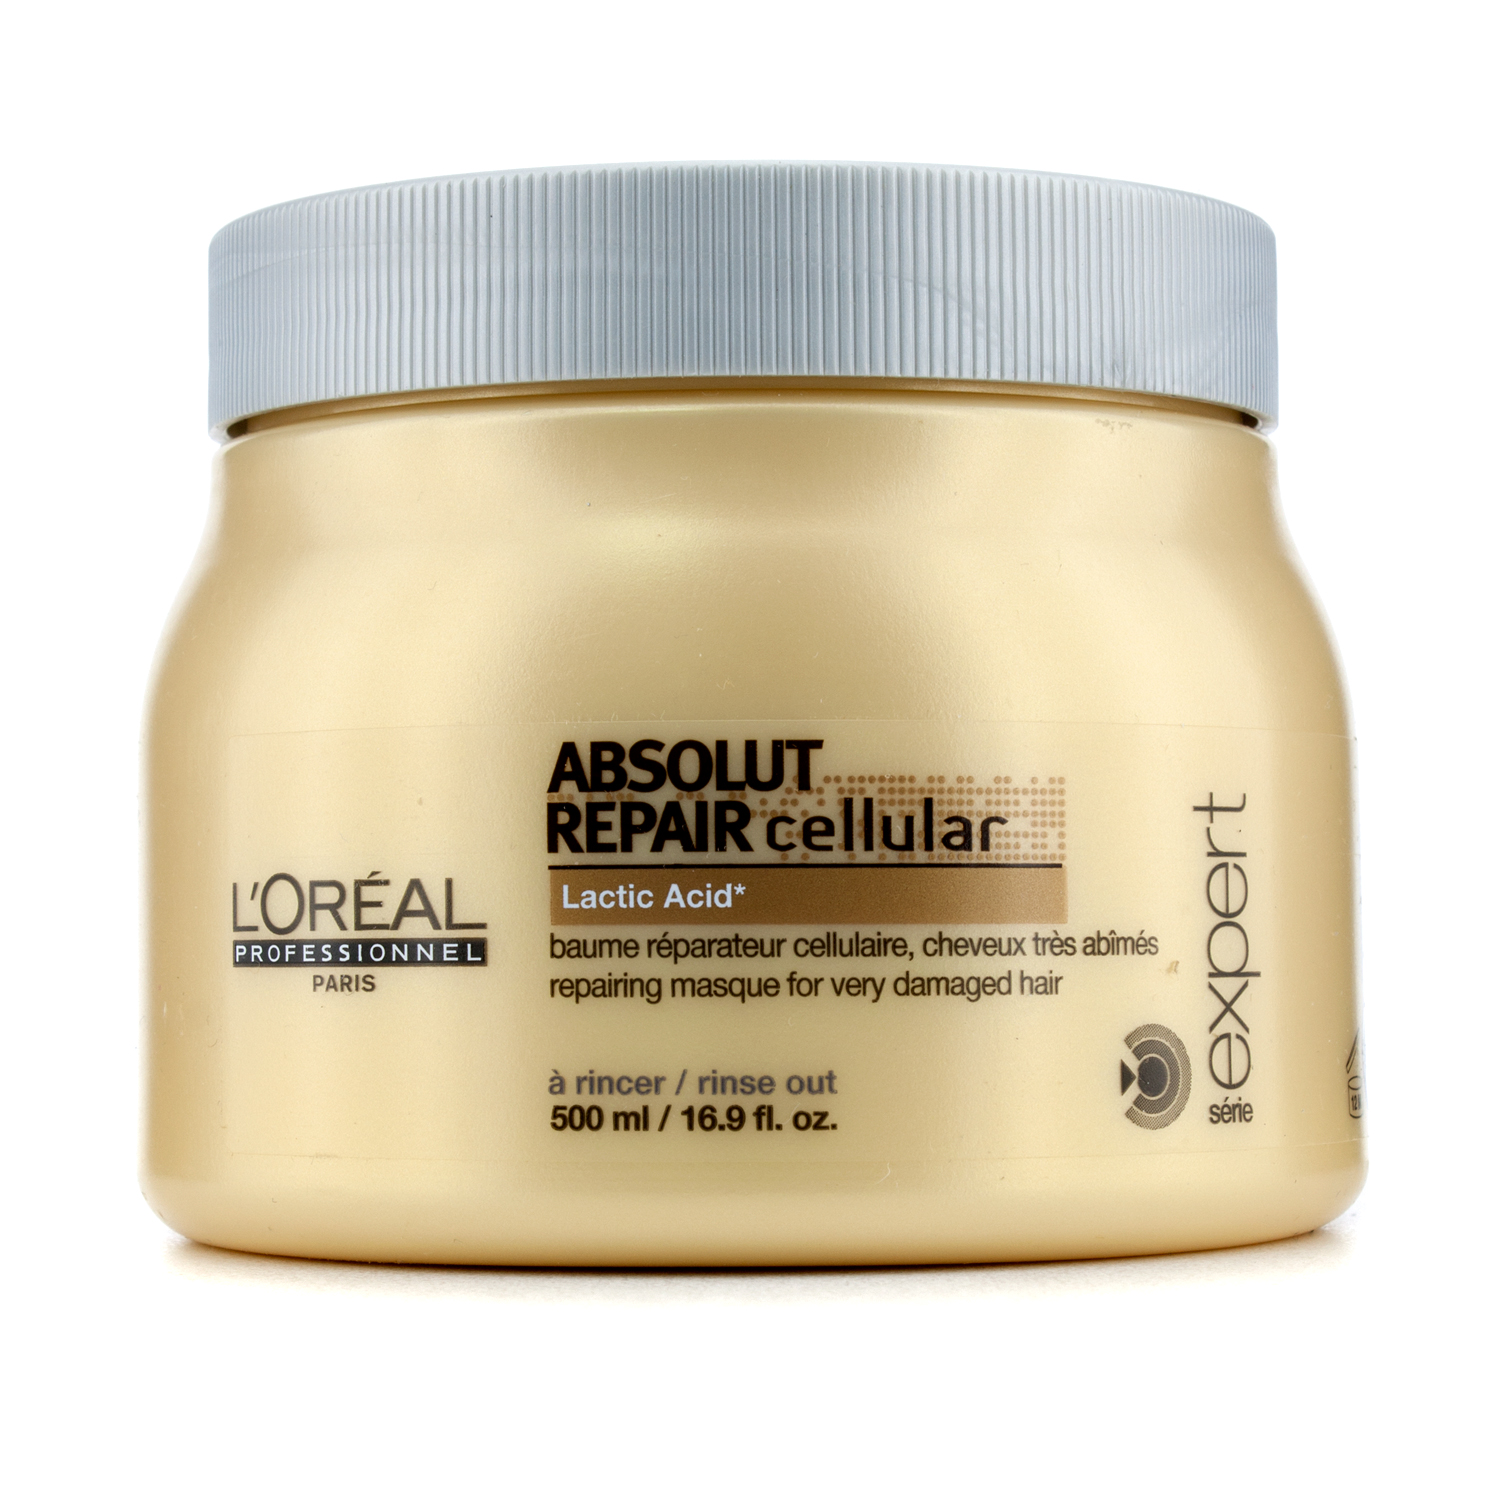 ABSOLUT
REPAIR cellular
Lactic Acid*
baume réparateur cellulaire, cheveux très abîmés
repairing masque for very damaged hair
à rincer / rinse out
500 ml / 16.9 fl. oz.
L'ORÉAL
PROFESSIONNEL
PARIS
série expert